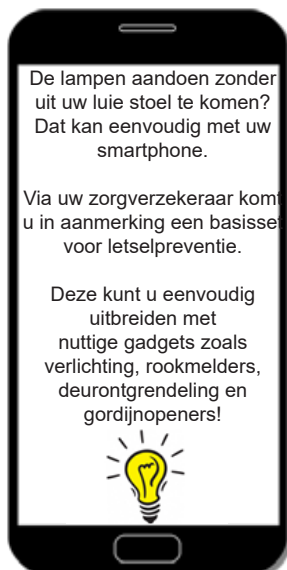 De lampen aandoen zonder
uit uw luie stoel te komen?
Dat kan eenvoudig met uw
smartphone.
Via uw zorgverzekeraar komt
u in aanmerking een basisset
voor letselpreventie.
Deze kunt u eenvoudig
uitbreiden met
nuttige gadgets zoals
verlichting, rookmelders,
deurontgrendeling en
gordijnopeners!